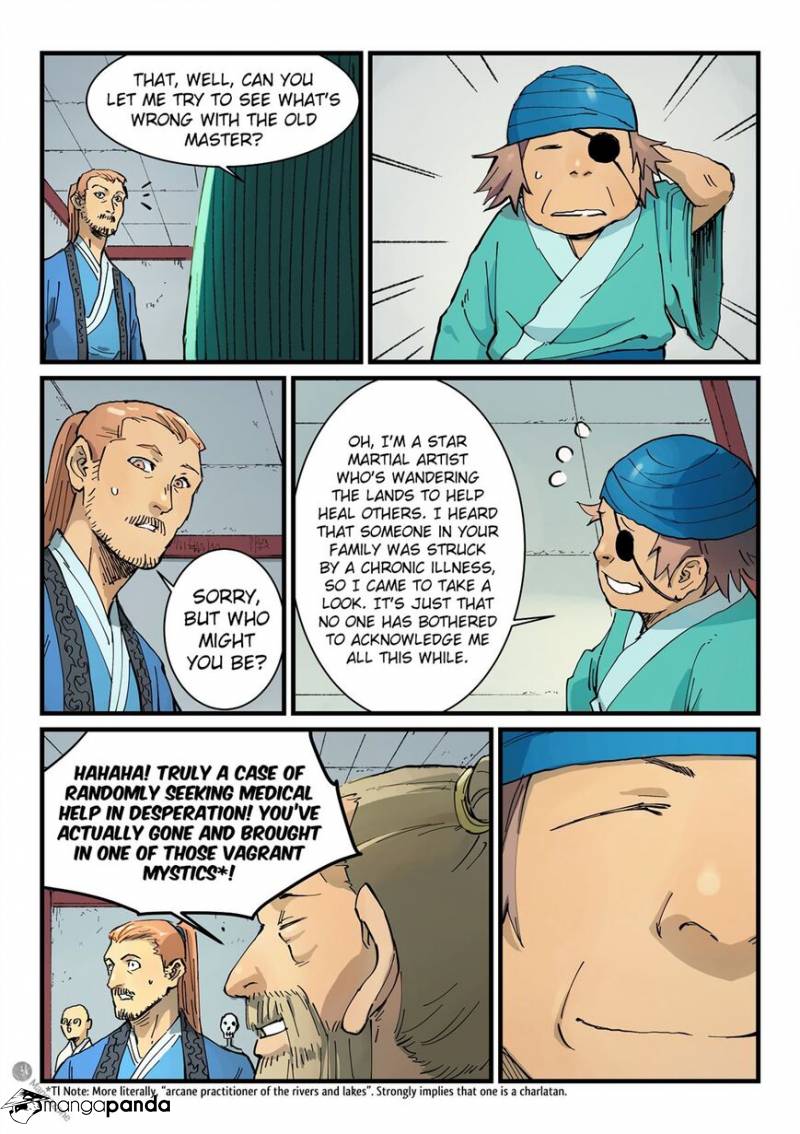 THAT, WELL, CAN YOU
LET ME TRY TO SEE WHAT'S
WRONG WITH THE OLD
MASTER?
SORRY,
BUT WHO
MIGHT
YOU BE?
OH, I'M A STAR
MARTIAL ARTIST
WHO'S WANDERING
THE LANDS TO HELP
HEAL OTHERS. I HEARD
THAT SOMEONE IN YOUR
FAMILY WAS STRUCK
BY A CHRONIC ILLNESS,
SO I CAME TO TAKE A
LOOK. IT'S JUST THAT
NO ONE HAS BOTHERED
TO ACKNOWLEDGE ME
ALL THIS WHILE.
HAHAHA! TRULY A CASE OF
RANDOMLY SEEKING MEDICAL
HELP IN DESPERATION! YOU'VE
ACTUALLY GONE AND BROUGHT
IN ONE OF THOSE VAGRANT
MYSTICS*!
*Tl Note: More literally, "arcane practitioner of the rivers and lakes". Strongly implies that one is a charlatan.
mangapanda